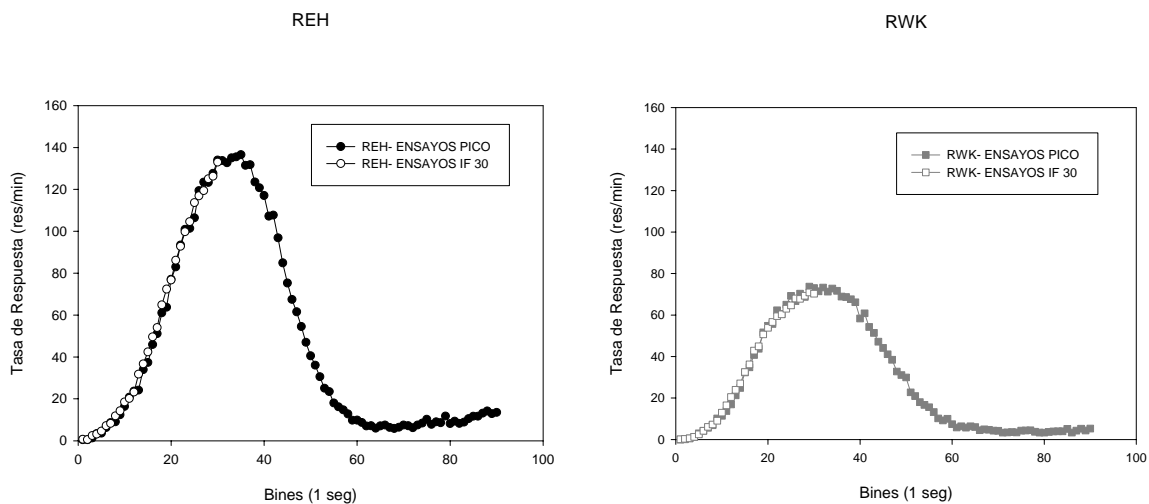 REH
RWK
Tasa de Respuesta (res/min)
160
140
120
100
80
60
40
20
0
REH- ENSAYOS PICO
REH- ENSAYOS IF 30
0 20 40 60 80 100
Bines (1 seg)
Tasa de Respuesta (res/min)
160
140
120
100
80
60
40
20
0
RWK- ENSAYOS PICO
RWK- ENSAYOS IF 30
0 20 40 60 80 100
Bines (1 seg)